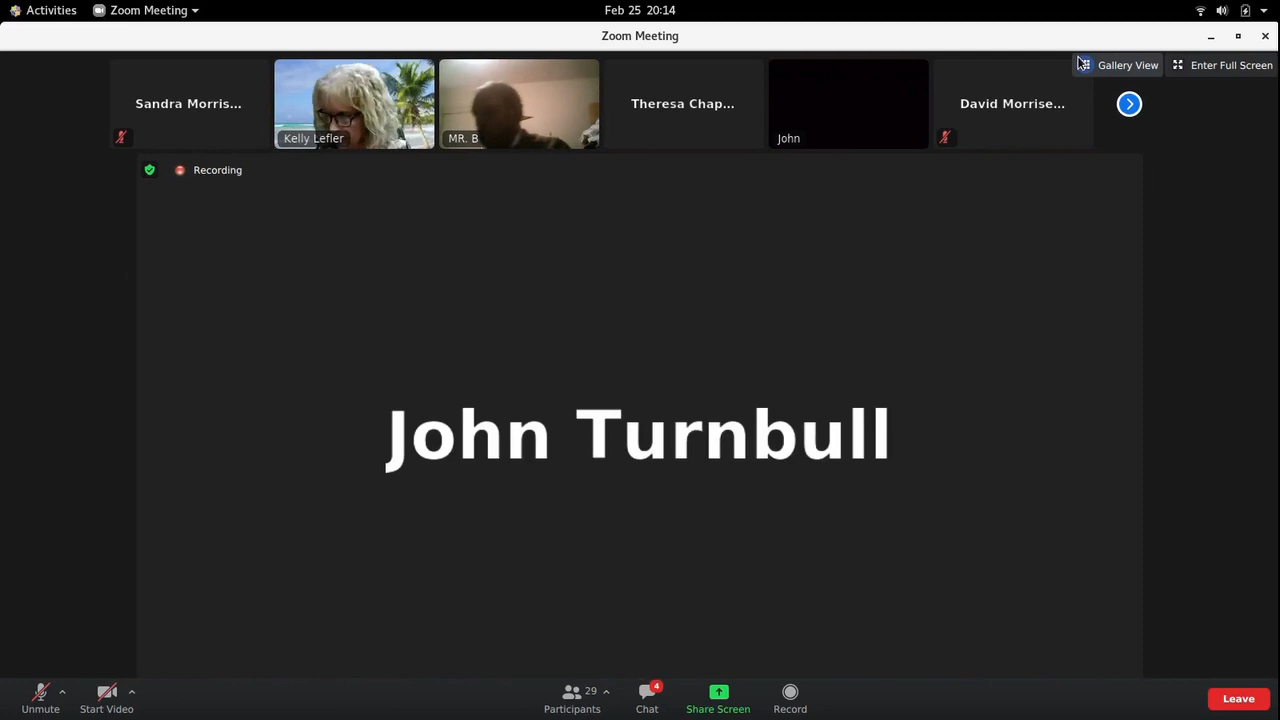 Activities Zoom Meeting Feb 25 20:14
Zoom Meeting
Gallery View Enter Full Screen
Sandra Morris... Theresa Chap... David Morrise...
Kelly Lefler MR. B John
Recording
John Turnbull
29 4
Unmute Start Video Participants Chat Share Screen Record Leave